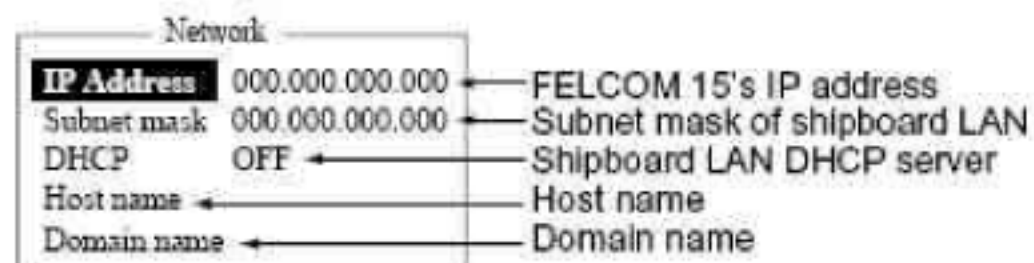 Network
IP Address 000.000.000.000 FELCOM 15's IP address
Subnet mask 000.000.000.000 Subnet mask of shipboard LAN
DHCP OFF Shipboard LAN DHCP server
Host name Host name
Domain name Domain name